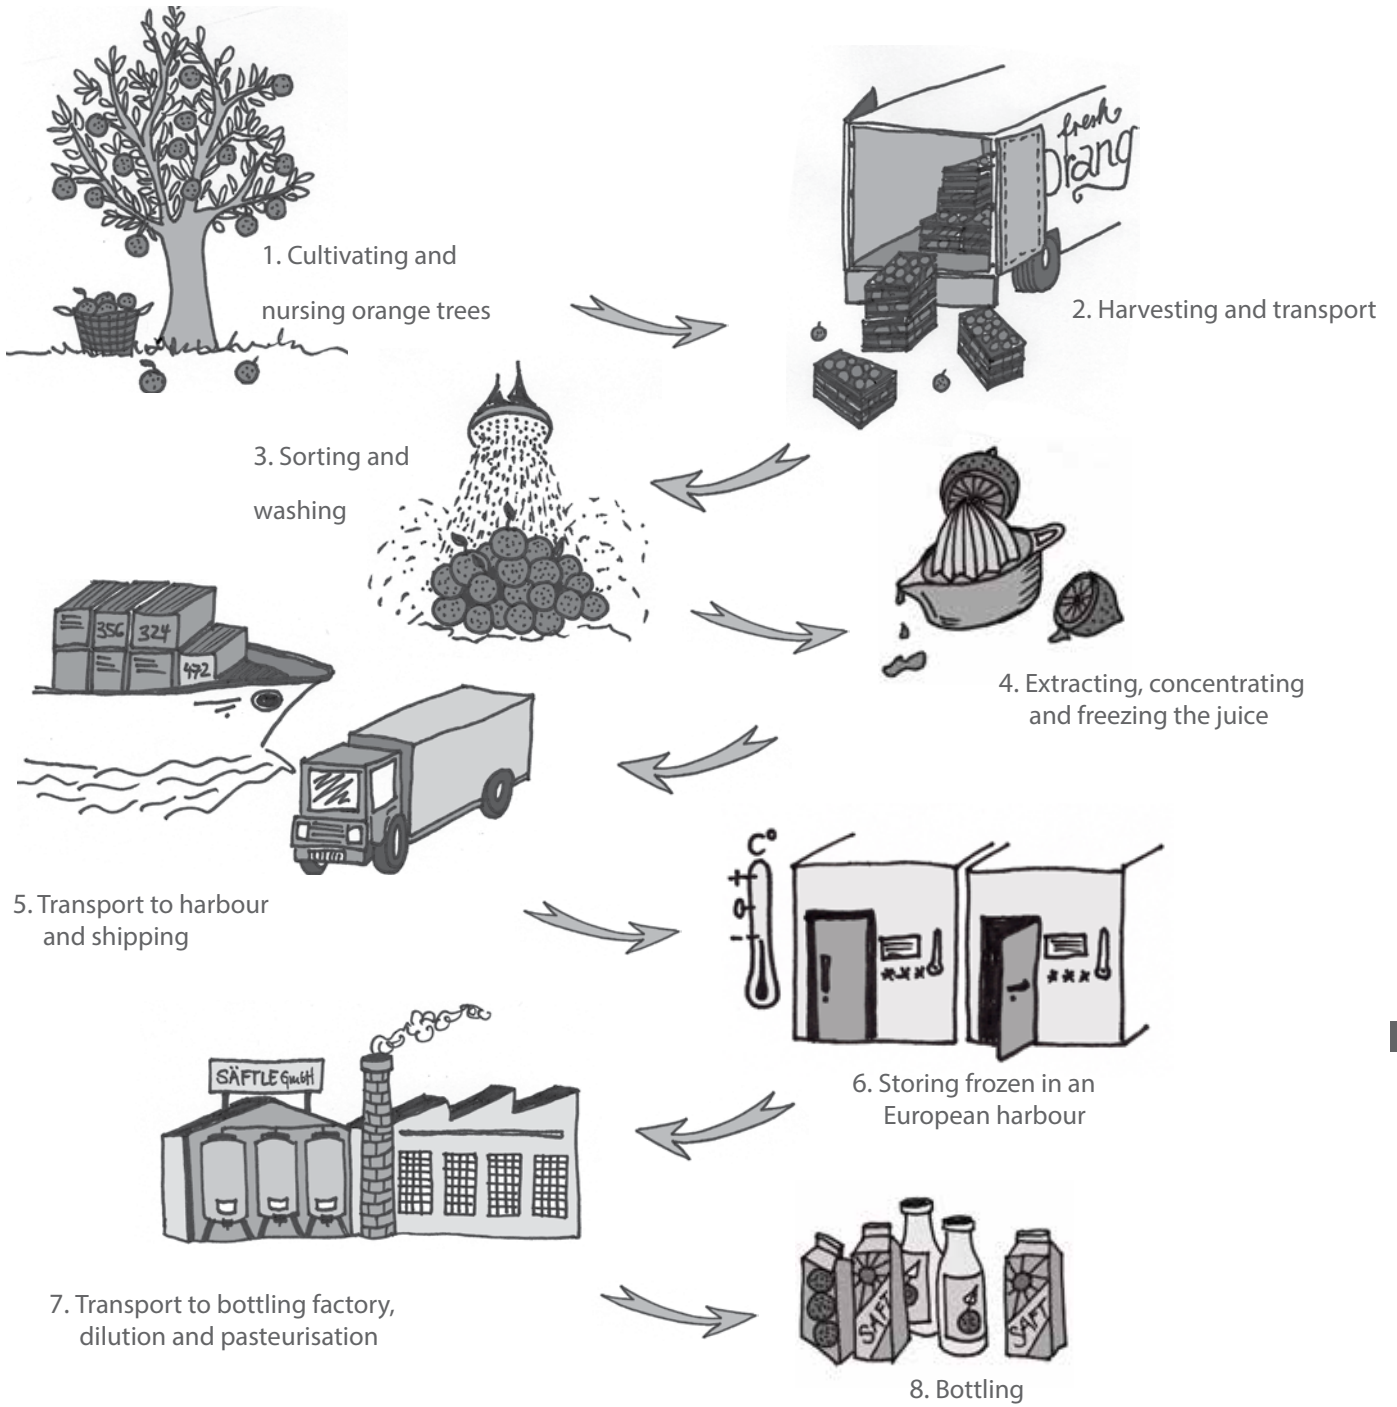 1. Cultivating and
nursing orange trees
fresh
Orang
2. Harvesting and transport
3. Sorting and
washing
4. Extracting, concentrating
and freezing the juice
356
324
472
5. Transport to harbour
and shipping
C°
+
0
-
6. Storing frozen in an
European harbour
SÄFTLE GmbH
7. Transport to bottling factory,
dilution and pasteurisation
SAFT
SAFT
8. Bottling